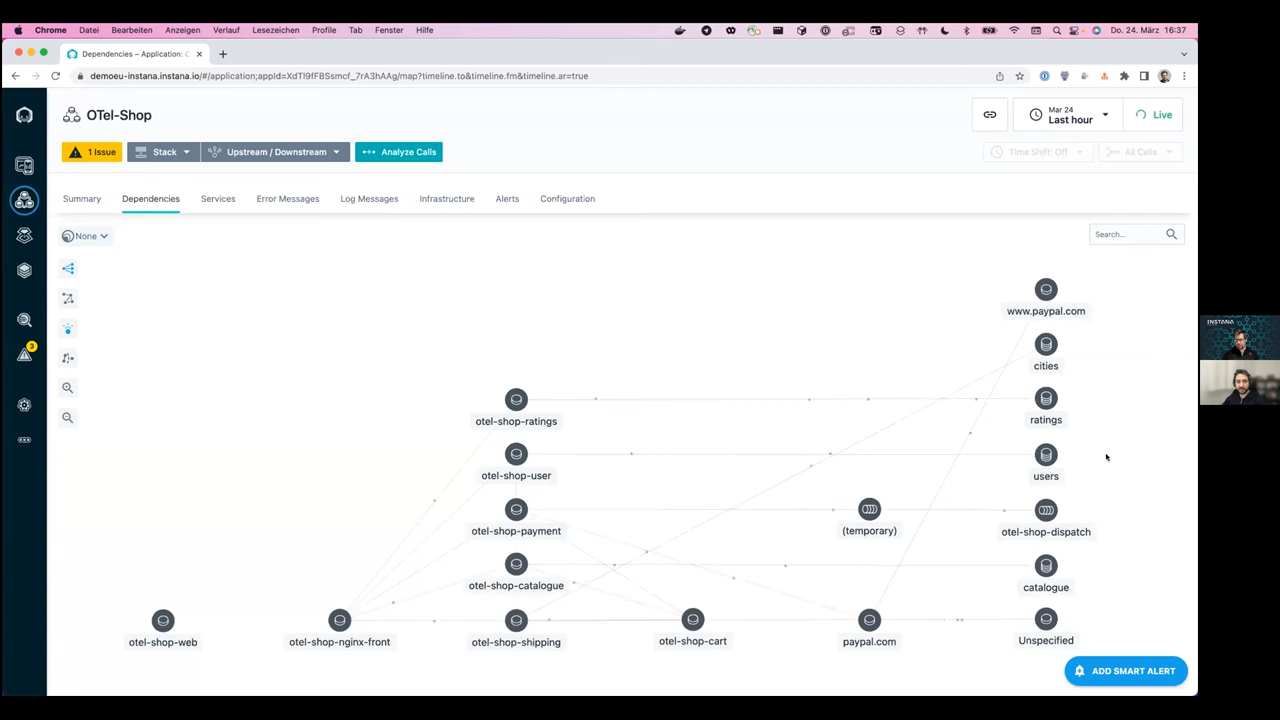 Chrome Datei Bearbeiten Anzeigen Verlauf Lesezeichen Profile Tab Fenster Hilfe Do. 24. März 16:37
Dependencies – Application: O
demoeu-instana.instana.io/#/application;appId=XdTl9fFBSsmcf_7rA3hAAg/map?timeline.to&timeline.fm&timeline.ar=true
OTel-Shop
Mar 24
Last hour
Live
1 Issue
Stack
Upstream / Downstream
Analyze Calls
Time Shift: Off
All Calls
Summary Dependencies Services Error Messages Log Messages Infrastructure Alerts Configuration
None
Search...
www.paypal.com
3
INSTANA
cities
otel-shop-ratings
ratings
otel-shop-user
users
otel-shop-payment
(temporary)
otel-shop-dispatch
otel-shop-catalogue
catalogue
otel-shop-web
otel-shop-nginx-front
otel-shop-shipping
otel-shop-cart
paypal.com
Unspecified
ADD SMART ALERT